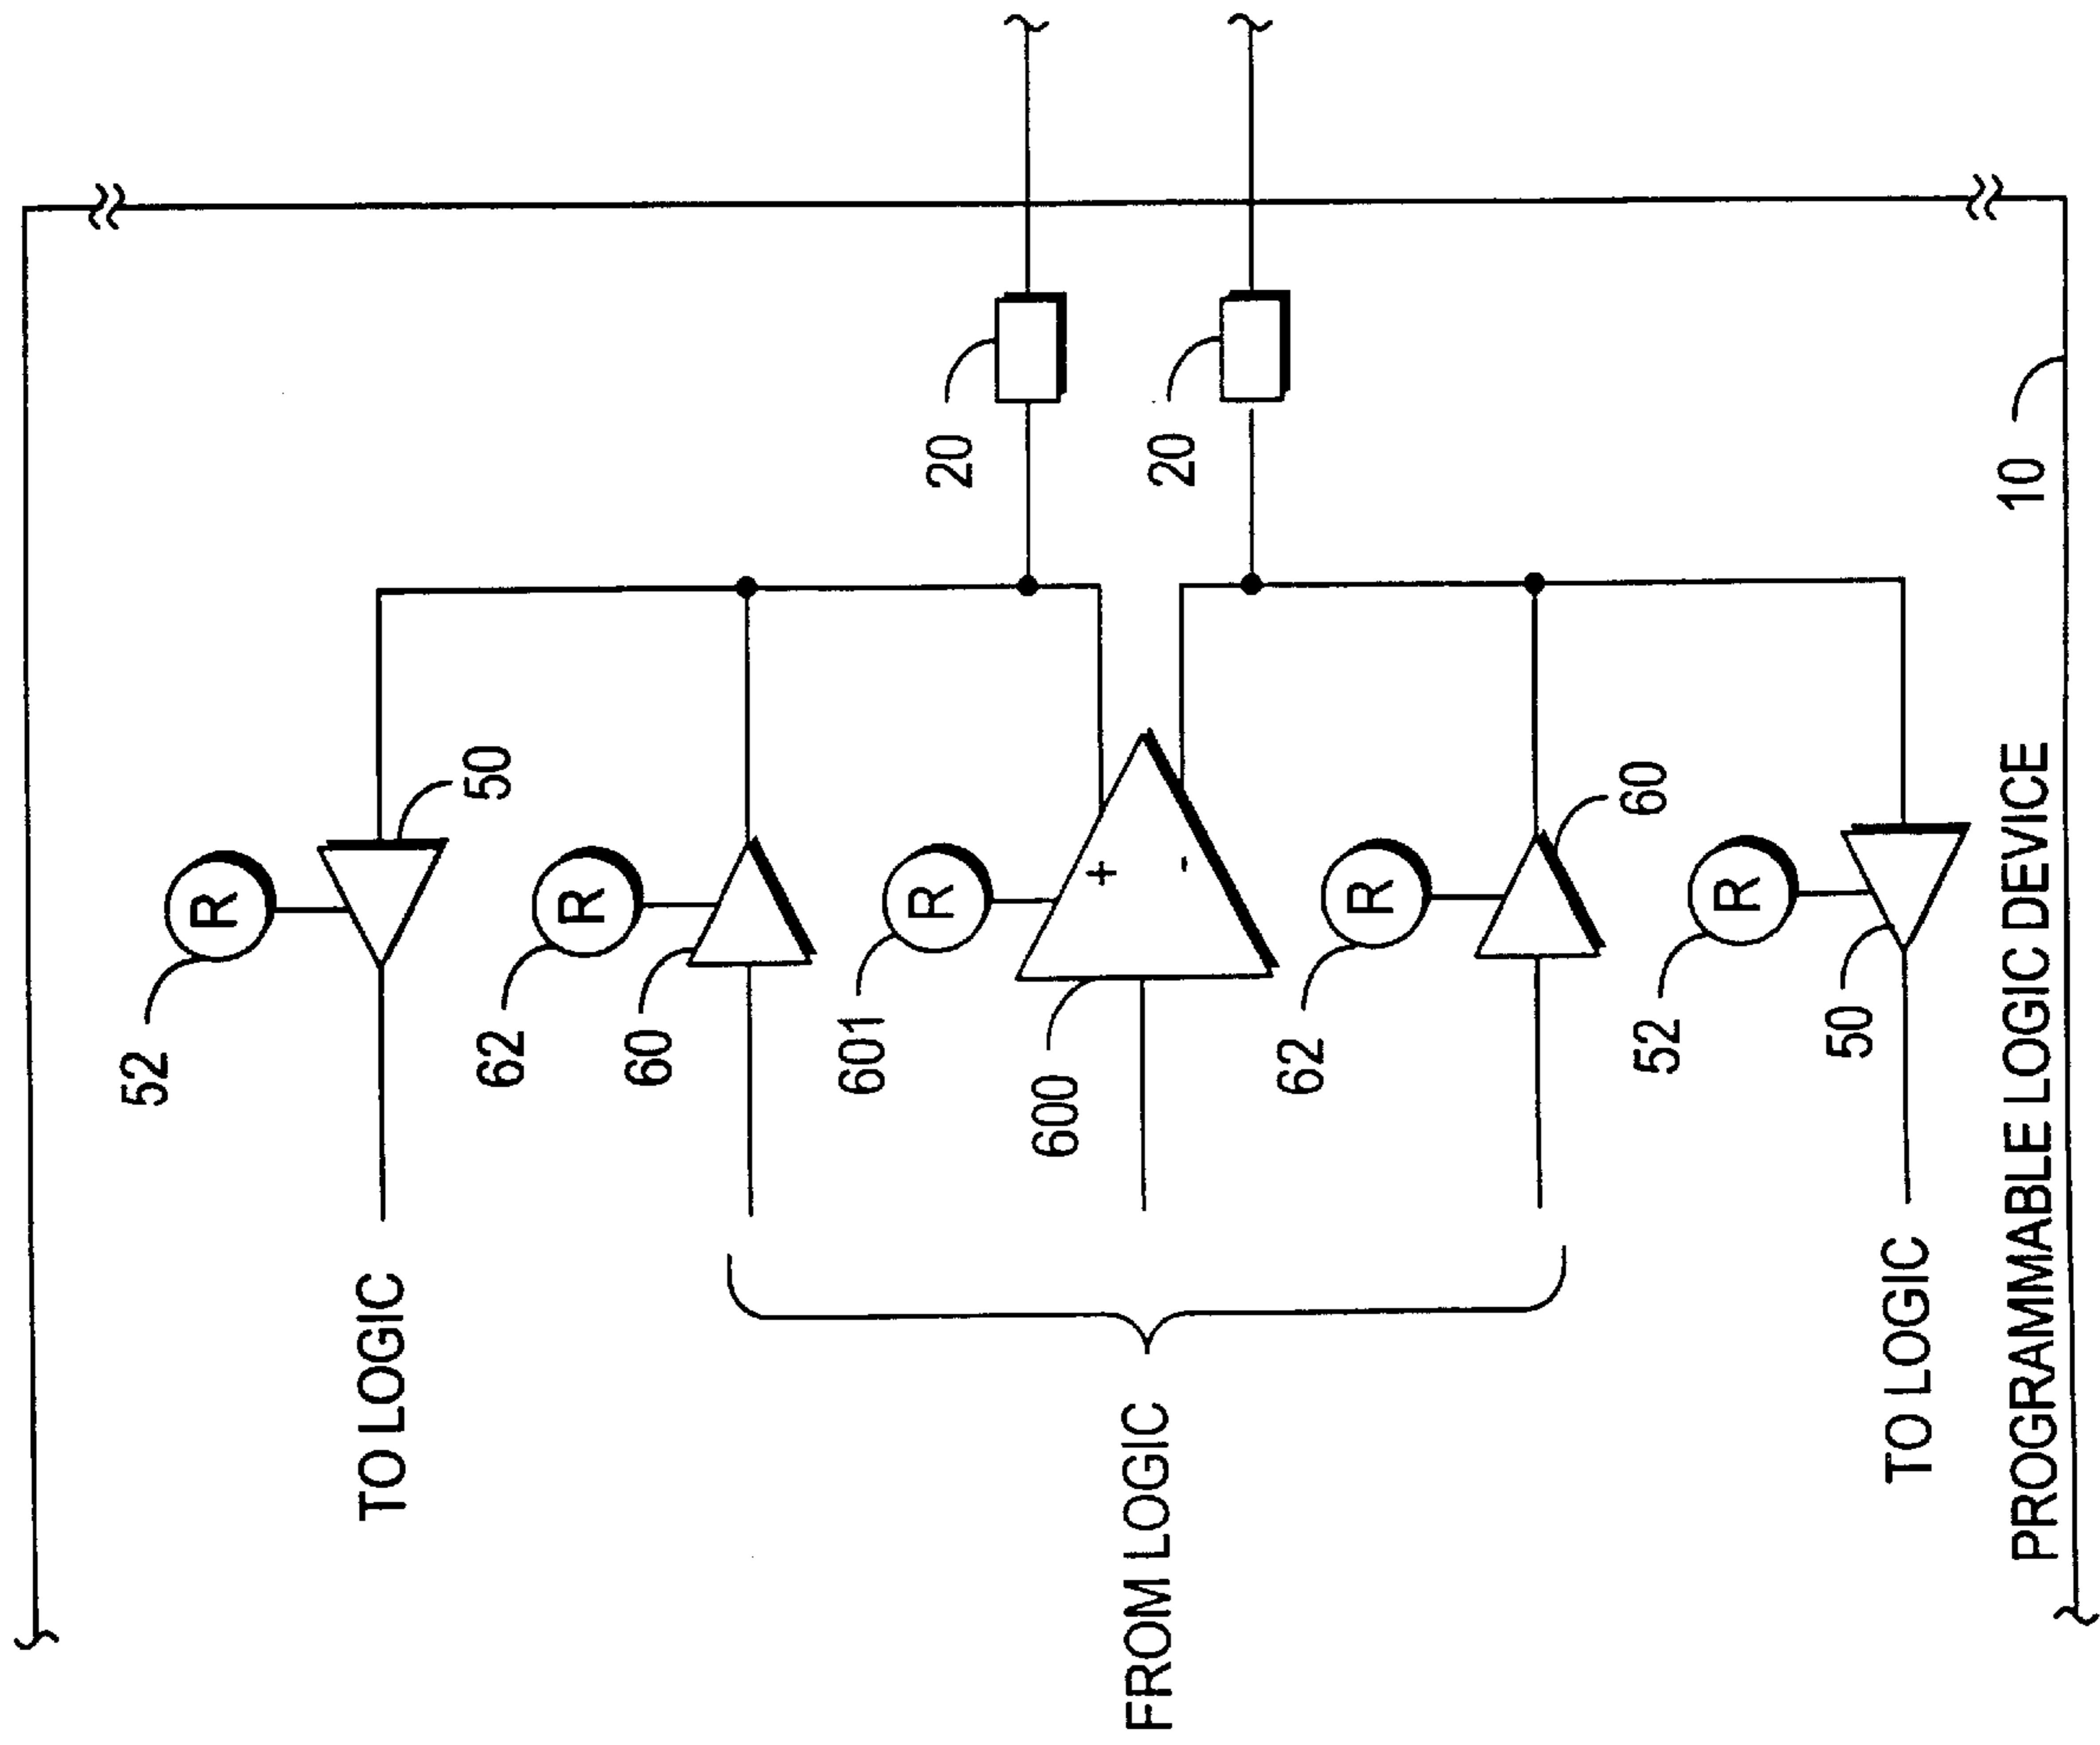 52
R
TO LOGIC
50
62
R
60
601
R
20
600
+
FROM LOGIC
20
-
62
R
60
52
R
50
TO LOGIC
PROGRAMMABLE LOGIC DEVICE
10